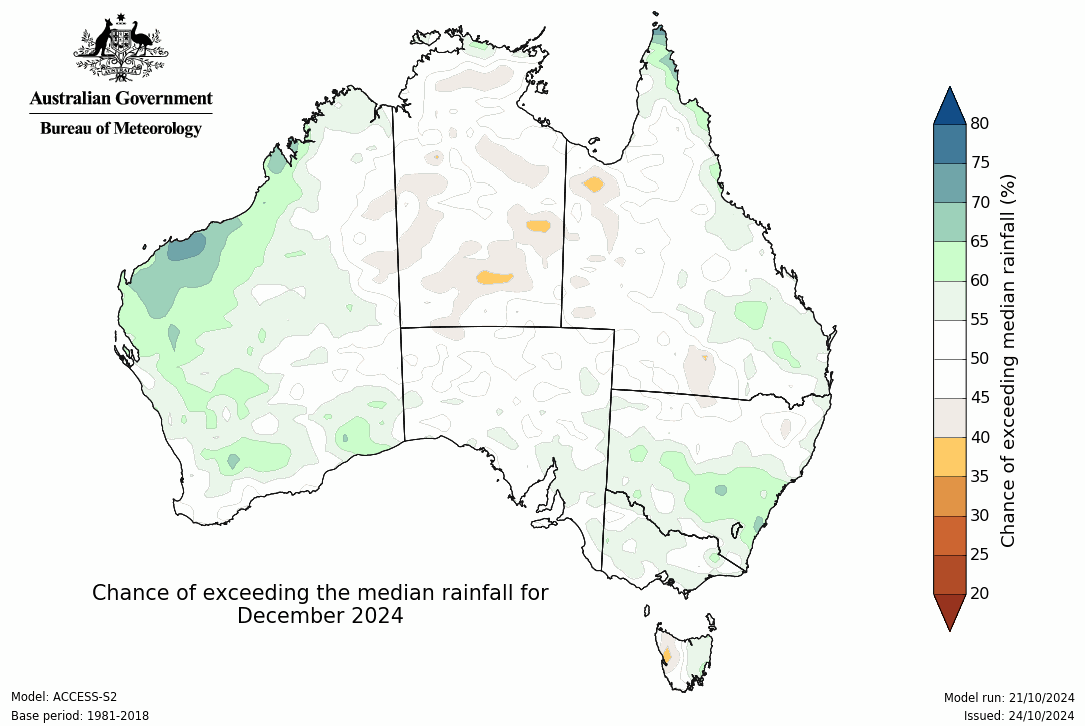 Australian Government
Bureau of Meteorology
80
75
70
65
60
55
50
45
40
35
30
25
20
Chance of exceeding median rainfall (%)
Chance of exceeding the median rainfall for
December 2024
Model: ACCESS-S2
Base period: 1981-2018
Model run: 21/10/2024
Issued: 24/10/2024